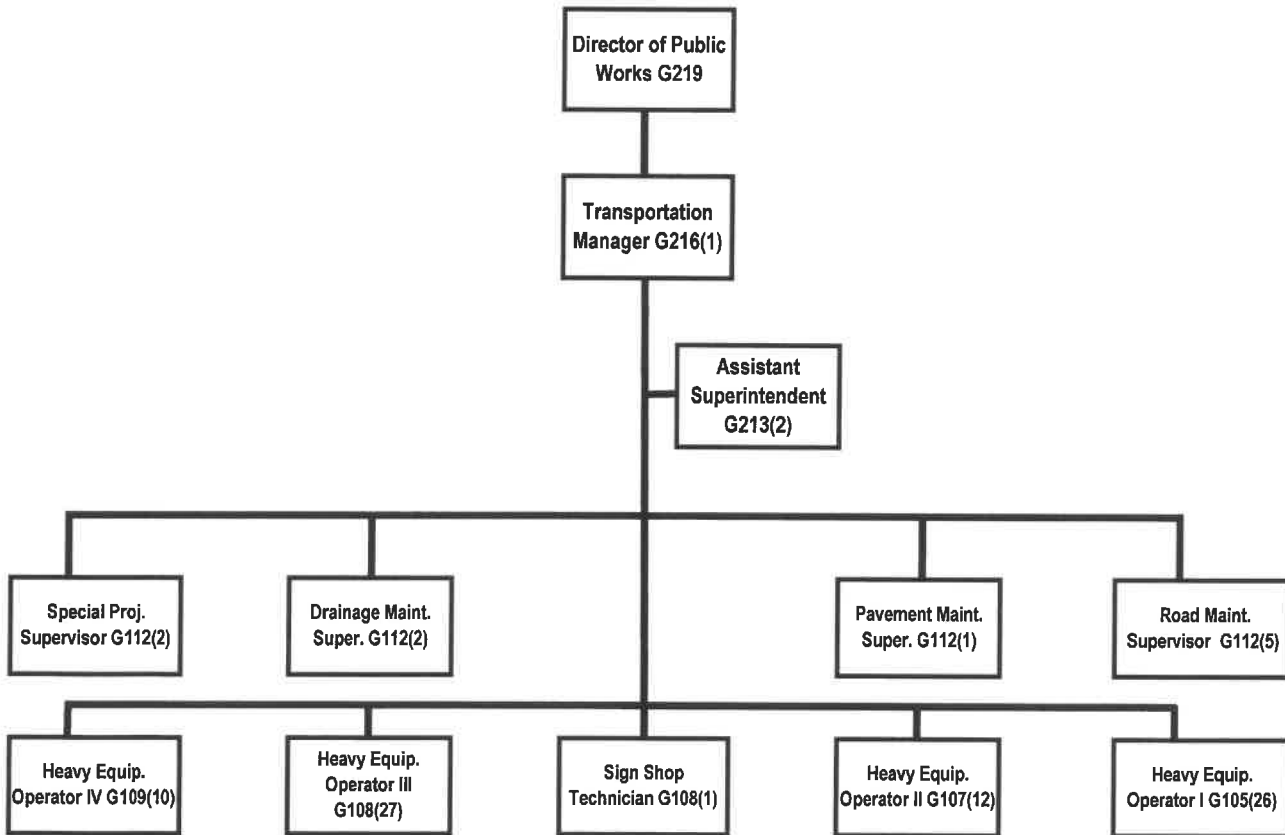 Director of Public
Works G219
Transportation
Manager G216(1)
Assistant
Superintendent
G213(2)
Special Proj.
Supervisor G112(2)
Drainage Maint.
Super. G112(2)
Pavement Maint.
Super. G112(1)
Road Maint.
Supervisor G112(5)
Heavy Equip.
Operator IV G109(10)
Heavy Equip.
Operator III
G108(27)
Sign Shop
Technician G108(1)
Heavy Equip.
Operator II G107(12)
Heavy Equip.
Operator I G105(26)